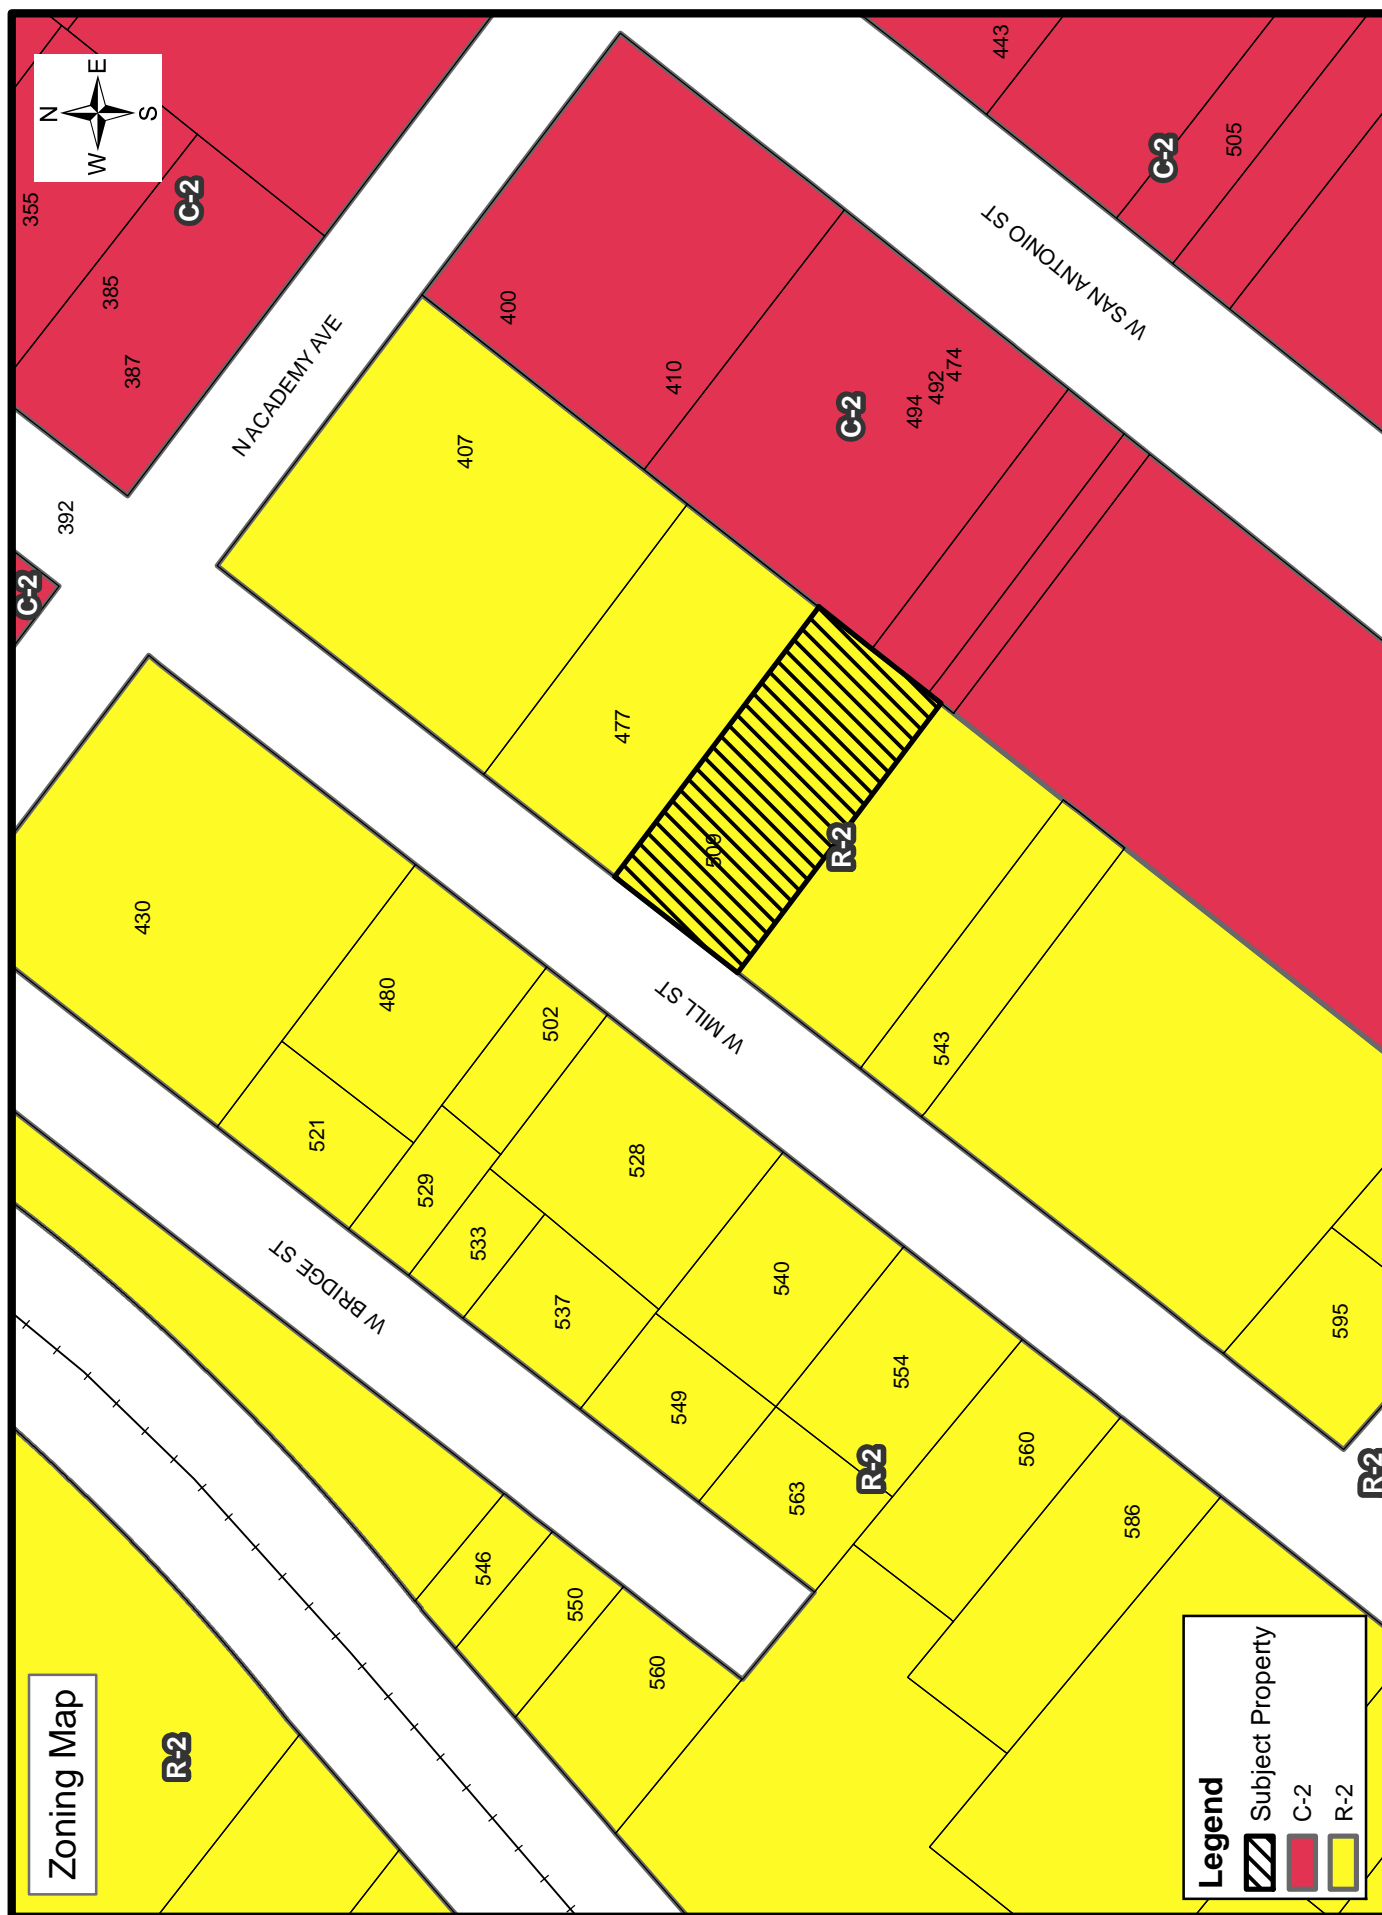 Zoning Map
N
W
E
S
355
385
387
C-2
392
C-2
N ACADEMY AVE
443
505
C-2
W SAN ANTONIO ST
400
410
C-2
494
492
474
407
477
509
R-2
543
595
R-2
W MILL ST
430
480
502
521
529
533
528
537
540
549
554
563
R-2
560
586
W BRIDGE ST
546
550
560
R-2
Legend
Subject Property
C-2
R-2